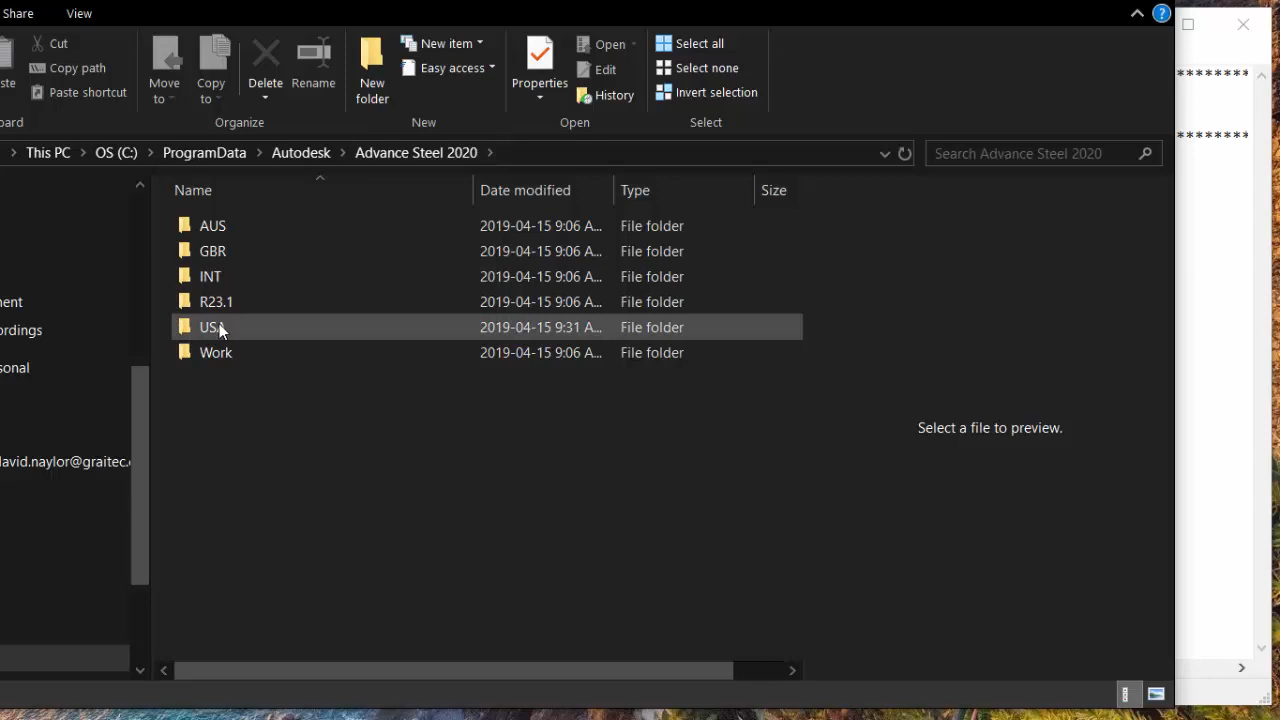 Share View
?
Cut
Copy path
Paste shortcut
Move to
Copy to
Delete
Rename
New folder
New item
Easy access
Properties
Open
Edit
History
Select all
Select none
Invert selection
Organize
New
Open
Select
This PC > OS (C:) > ProgramData > Autodesk > Advance Steel 2020 >
Search Advance Steel 2020
Name Date modified Type Size
AUS 2019-04-15 9:06 A... File folder
GBR 2019-04-15 9:06 A... File folder
INT 2019-04-15 9:06 A... File folder
R23.1 2019-04-15 9:06 A... File folder
USA 2019-04-15 9:31 A... File folder
Work 2019-04-15 9:06 A... File folder
Select a file to preview.
david.naylor@graitec.
********
********